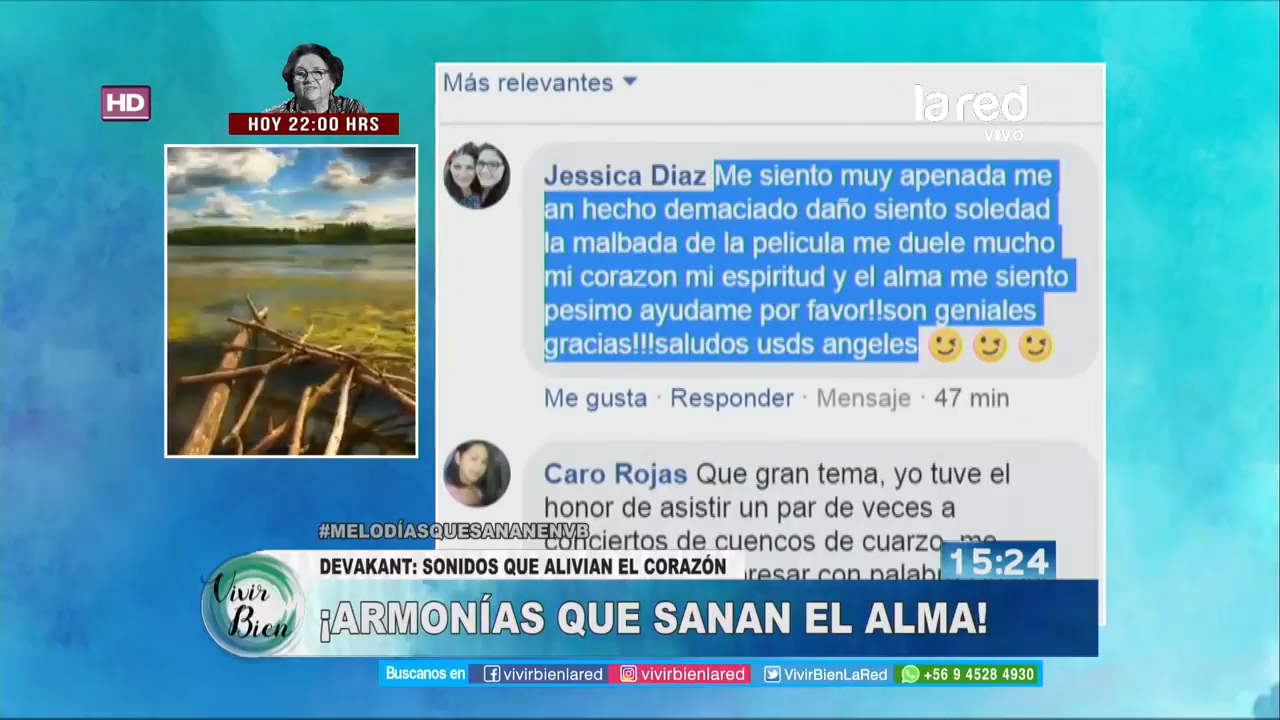 HD
HOY 22:00 HRS
Más relevantes
la red
VIVO
Jessica Diaz Me siento muy apenada me
an hecho demaciado daño siento soledad
la malbada de la pelicula me duele mucho
mi corazon mi espiritud y el alma me siento
pesimo ayudame por favor!!son geniales
gracias!!!saludos usds angeles
Me gusta · Responder · Mensaje · 47 min
Caro Rojas Que gran tema, yo tuve el
honor de asistir un par de veces a
conciertos de cuencos de cuarzo, me
con
#MELODÍASQUESANANENVB
15:24
DEVAKANT: SONIDOS QUE ALIVIAN EL CORAZÓN
Vivir
Bien
¡ARMONÍAS QUE SANAN EL ALMA!
Buscanos en vivirbienlared vivirbienlared VivirBienLaRed +56 9 4528 4930